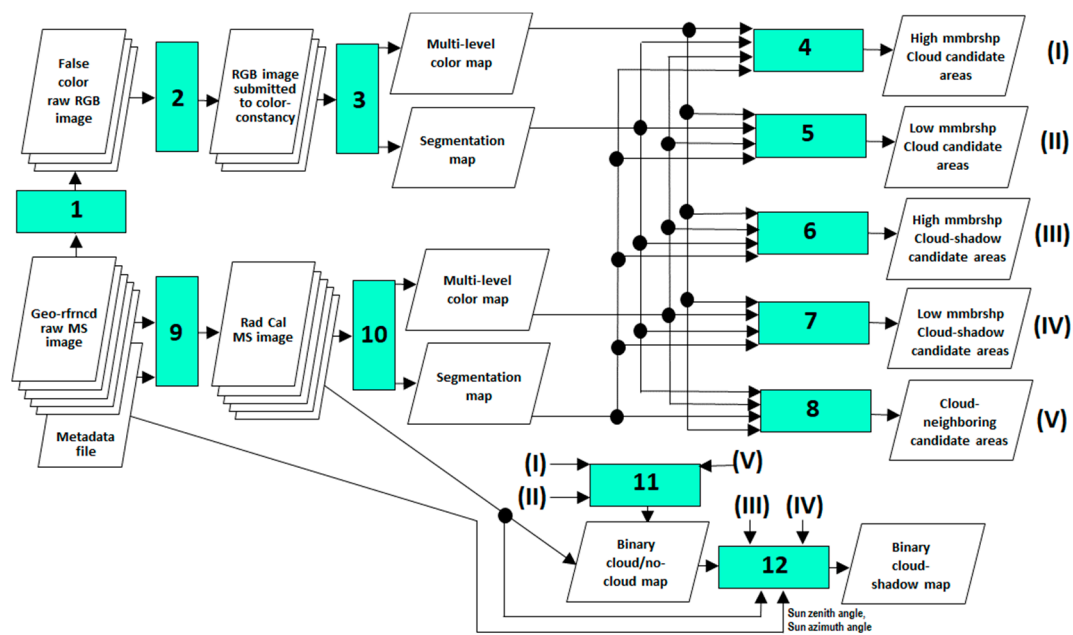 False
color
raw RGB
image
2
RGB image
submitted
to color-
constancy
3
Multi-level
color map
Segmentation
map
4
High mmbrshp
Cloud candidate
areas
(I)
5
Low mmbrshp
Cloud candidate
areas
(II)
1
6
High mmbrshp
Cloud-shadow
candidate areas
(III)
Geo-rfrncd
raw MS
image
Metadata
file
9
Rad Cal
MS image
10
Multi-level
color map
Segmentation
map
7
Low mmbrshp
Cloud-shadow
candidate areas
(IV)
8
Cloud-
neighboring
candidate areas
(V)
(I)
(II)
11
(V)
Binary
cloud/no-
cloud map
(III)
(IV)
12
Binary
cloud-
shadow map
Sun zenith angle,
Sun azimuth angle